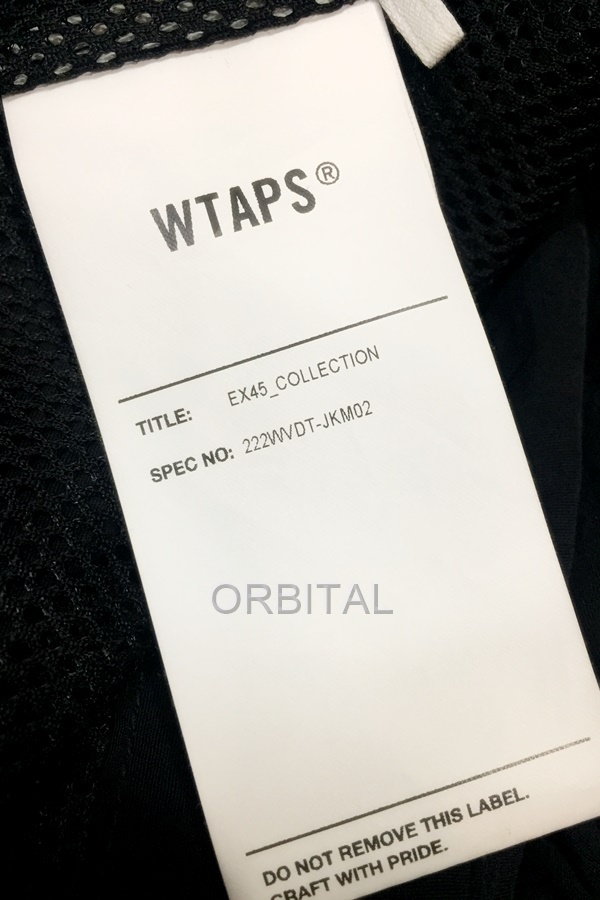 WTAPS®
TITLE: EX45_COLLECTION
SPEC NO: 222WVDT-JKM02
ORBITAL
DO NOT REMOVE THIS LABEL.
CRAFT WITH PRIDE.